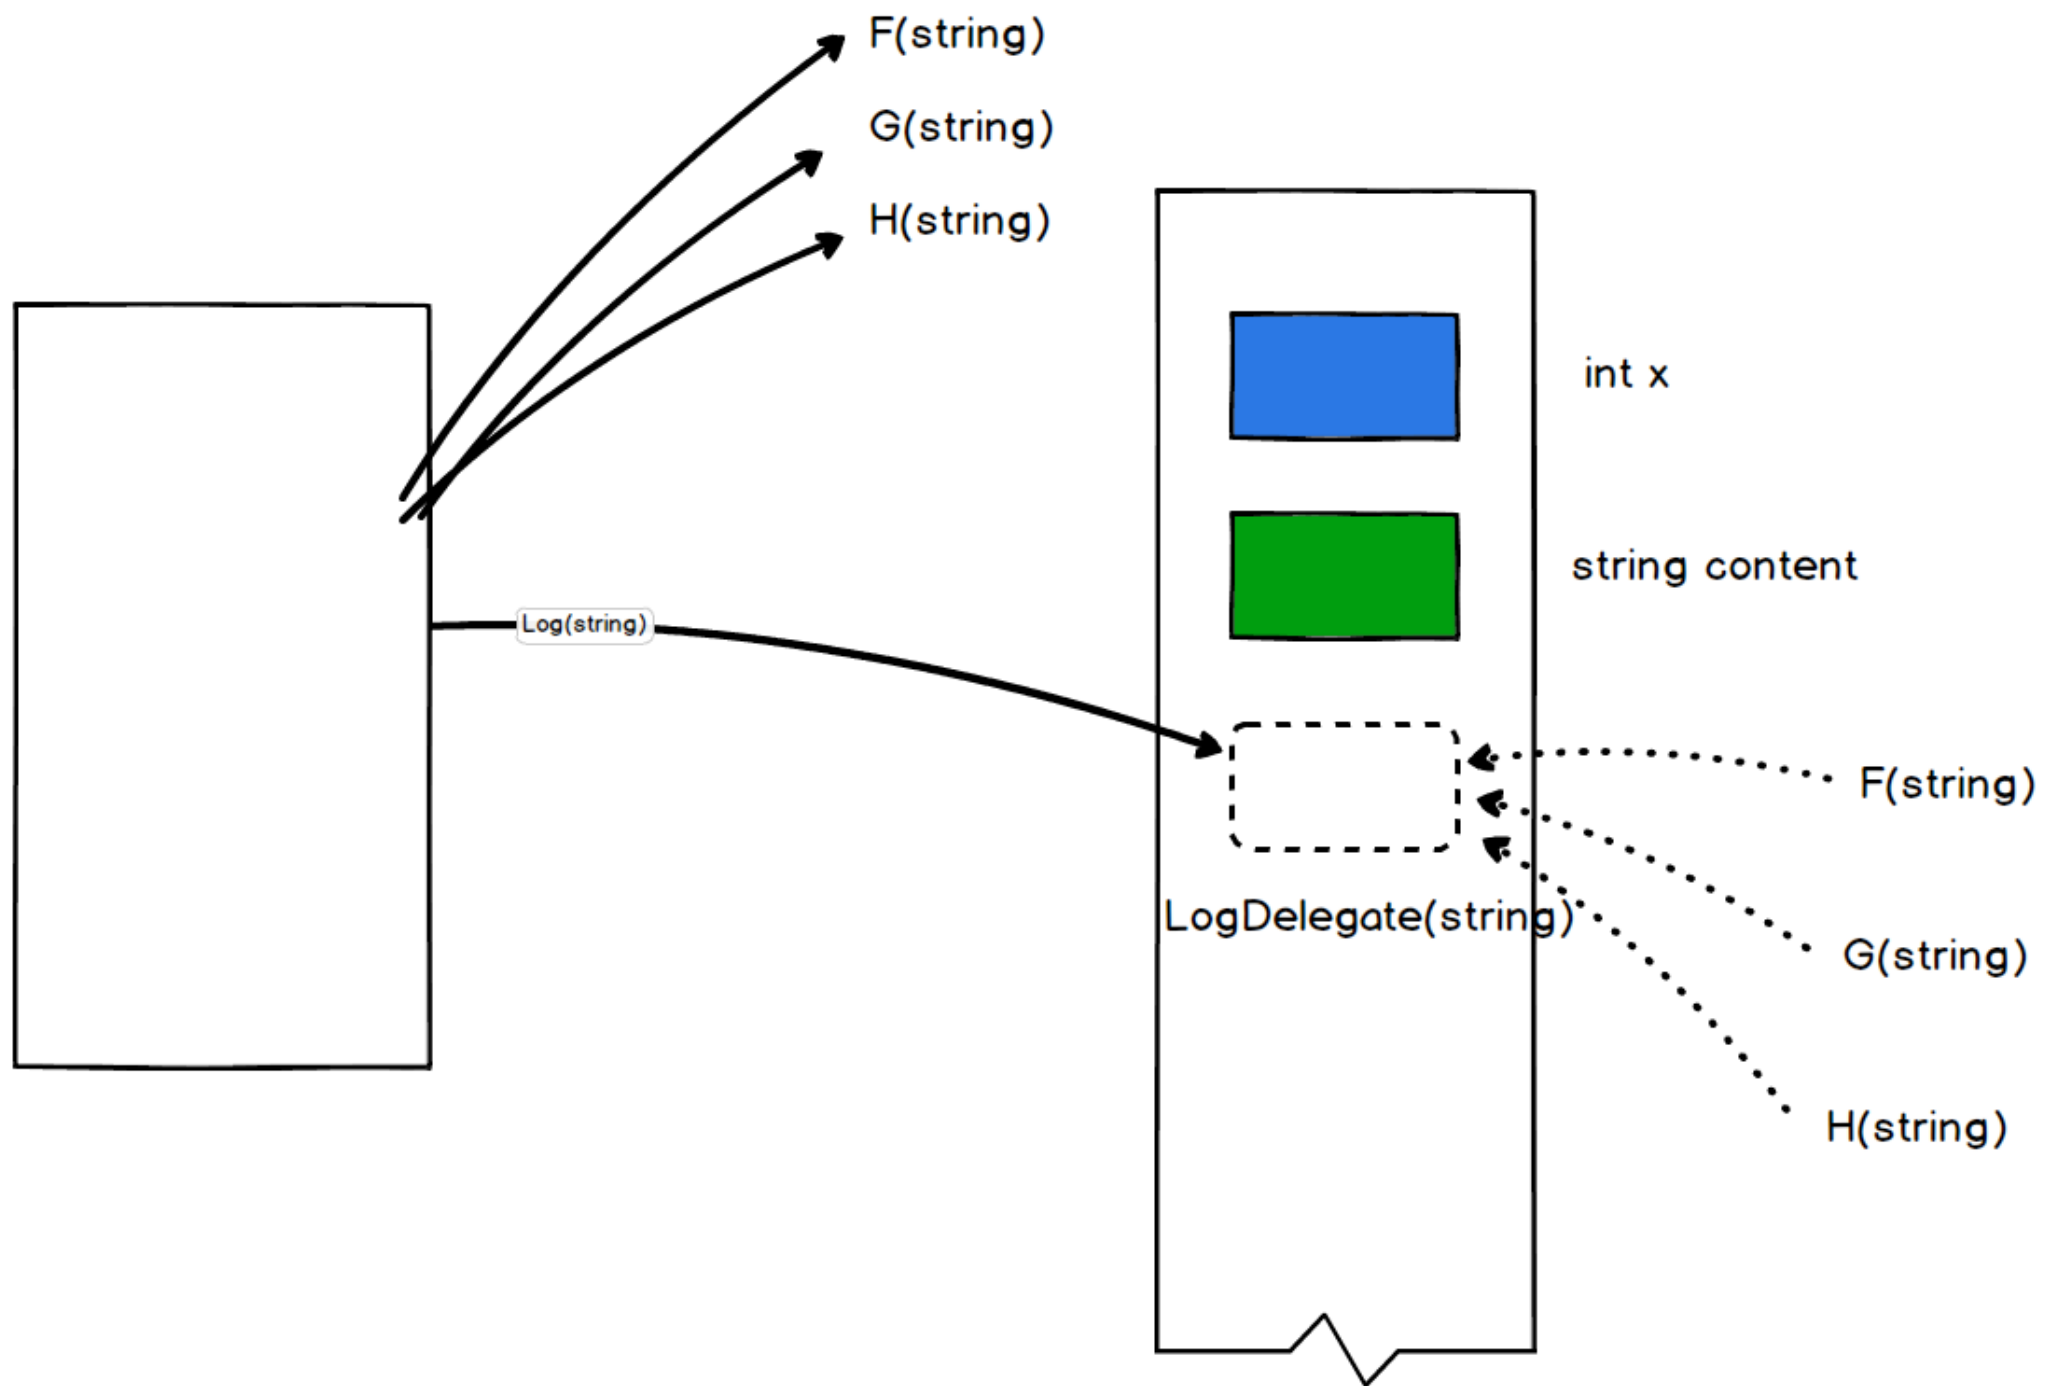 F(string)
G(string)
H(string)
int x
string content
Log(string)
F(string)
LogDelegate(string)
G(string)
H(string)